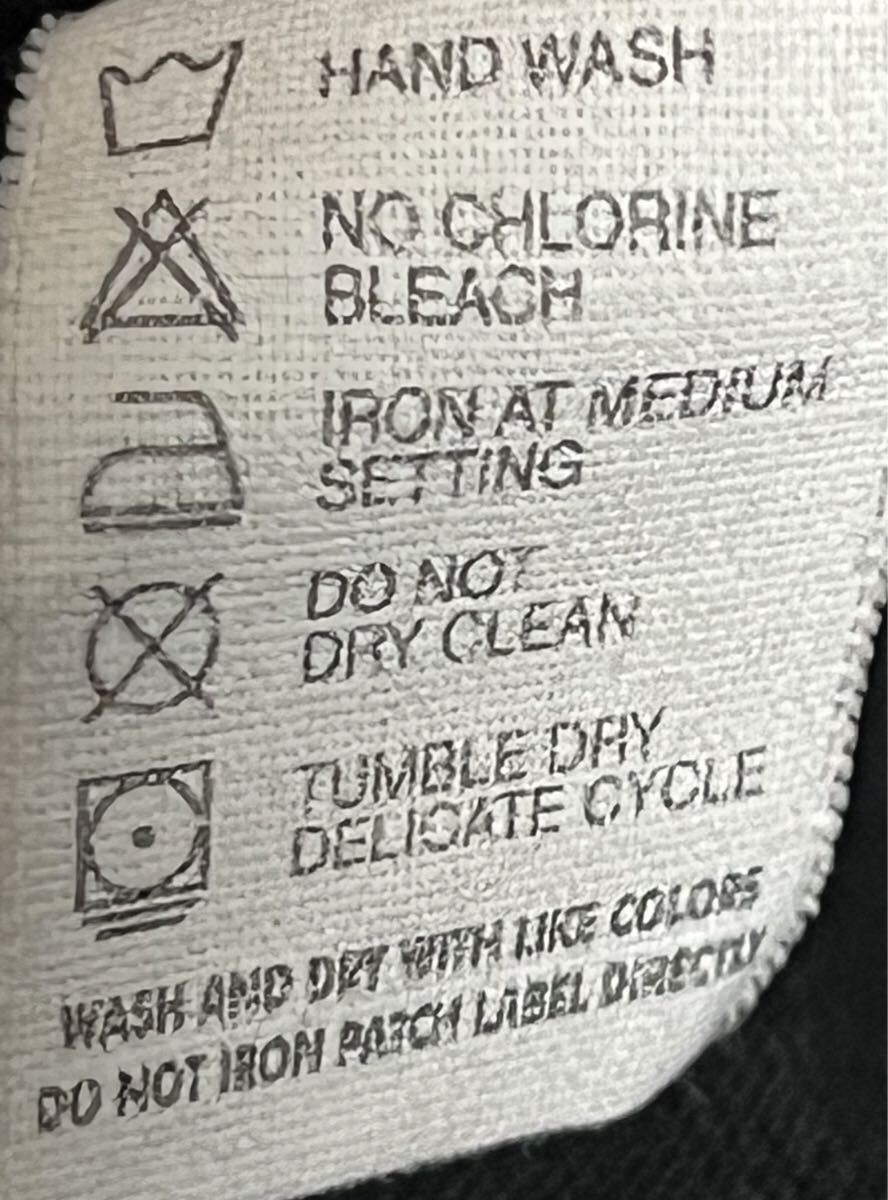 HAND WASH
NO CHLORINE
BLEACH
IRON AT MEDIUM
SETTING
DO NOT
DRY CLEAN
TUMBLE DRY
DELICATE CYCLE
WASH AND DRY WITH LIKE COLORS
DO NOT IRON PATCH LABEL DIRECTLY